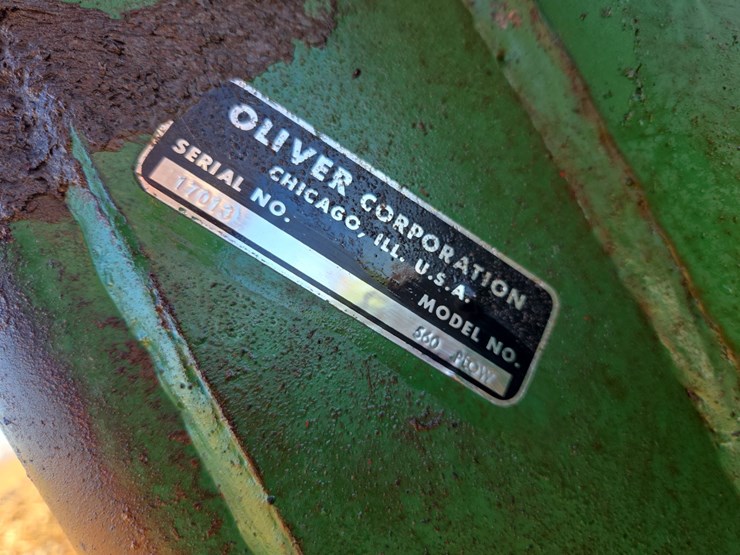 OLIVER CORPORATION
CHICAGO, ILL. U.S.A.
SERIAL NO. MODEL NO.
560 PLOW